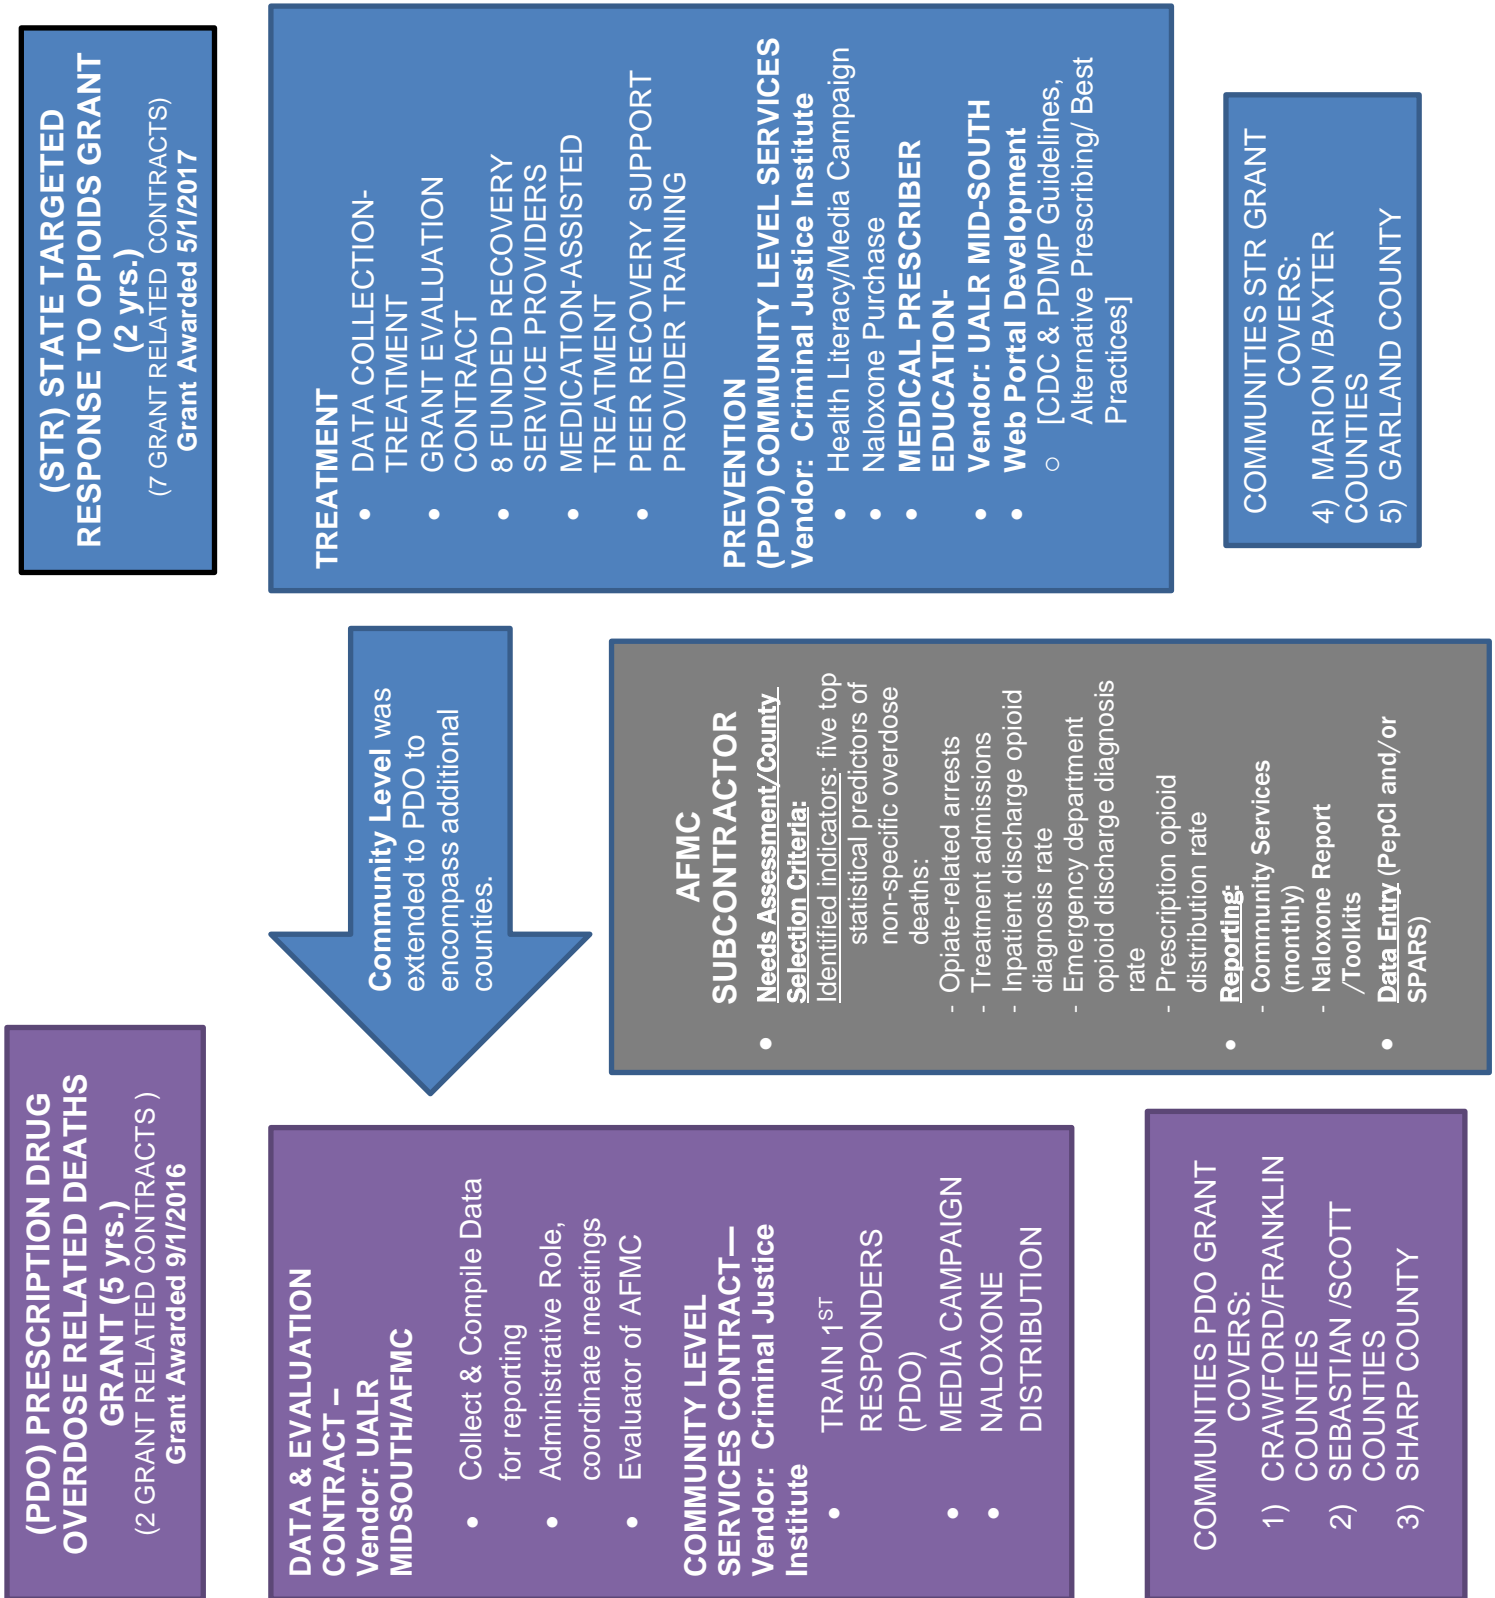 (PDO) PRESCRIPTION DRUG
OVERDOSE RELATED DEATHS
GRANT (5 yrs.)
(2 GRANT RELATED CONTRACTS )
Grant Awarded 9/1/2016
(STR) STATE TARGETED
RESPONSE TO OPIOIDS GRANT
(2 yrs.)
(7 GRANT RELATED CONTRACTS)
Grant Awarded 5/1/2017
DATA & EVALUATION
CONTRACT –
Vendor: UALR
MIDSOUTH/AFMC
• Collect & Compile Data
for reporting
• Administrative Role,
coordinate meetings
• Evaluator of AFMC
COMMUNITY LEVEL
SERVICES CONTRACT—
Vendor: Criminal Justice
Institute
• TRAIN 1ST
RESPONDERS
(PDO)
• MEDIA CAMPAIGN
• NALOXONE
DISTRIBUTION
Community Level was
extended to PDO to
encompass additional
counties.
TREATMENT
• DATA COLLECTION-
TREATMENT
• GRANT EVALUATION
CONTRACT
• 8 FUNDED RECOVERY
SERVICE PROVIDERS
• MEDICATION-ASSISTED
TREATMENT
• PEER RECOVERY SUPPORT
PROVIDER TRAINING
PREVENTION
(PDO) COMMUNITY LEVEL SERVICES
Vendor: Criminal Justice Institute
• Health Literacy/Media Campaign
• Naloxone Purchase
• MEDICAL PRESCRIBER
EDUCATION-
• Vendor: UALR MID-SOUTH
• Web Portal Development
○ [CDC & PDMP Guidelines,
Alternative Prescribing/ Best
Practices]
AFMC
SUBCONTRACTOR
• Needs Assessment/County
Selection Criteria:
Identified indicators: five top
statistical predictors of
non-specific overdose
deaths:
- Opiate-related arrests
- Treatment admissions
- Inpatient discharge opioid
diagnosis rate
- Emergency department
opioid discharge diagnosis
rate
- Prescription opioid
distribution rate
• Reporting:
- Community Services
(monthly)
- Naloxone Report
/Toolkits
• Data Entry (PepCI and/or
SPARS)
COMMUNITIES PDO GRANT
COVERS:
1) CRAWFORD/FRANKLIN
COUNTIES
2) SEBASTIAN /SCOTT
COUNTIES
3) SHARP COUNTY
COMMUNITIES STR GRANT
COVERS:
4) MARION /BAXTER
COUNTIES
5) GARLAND COUNTY